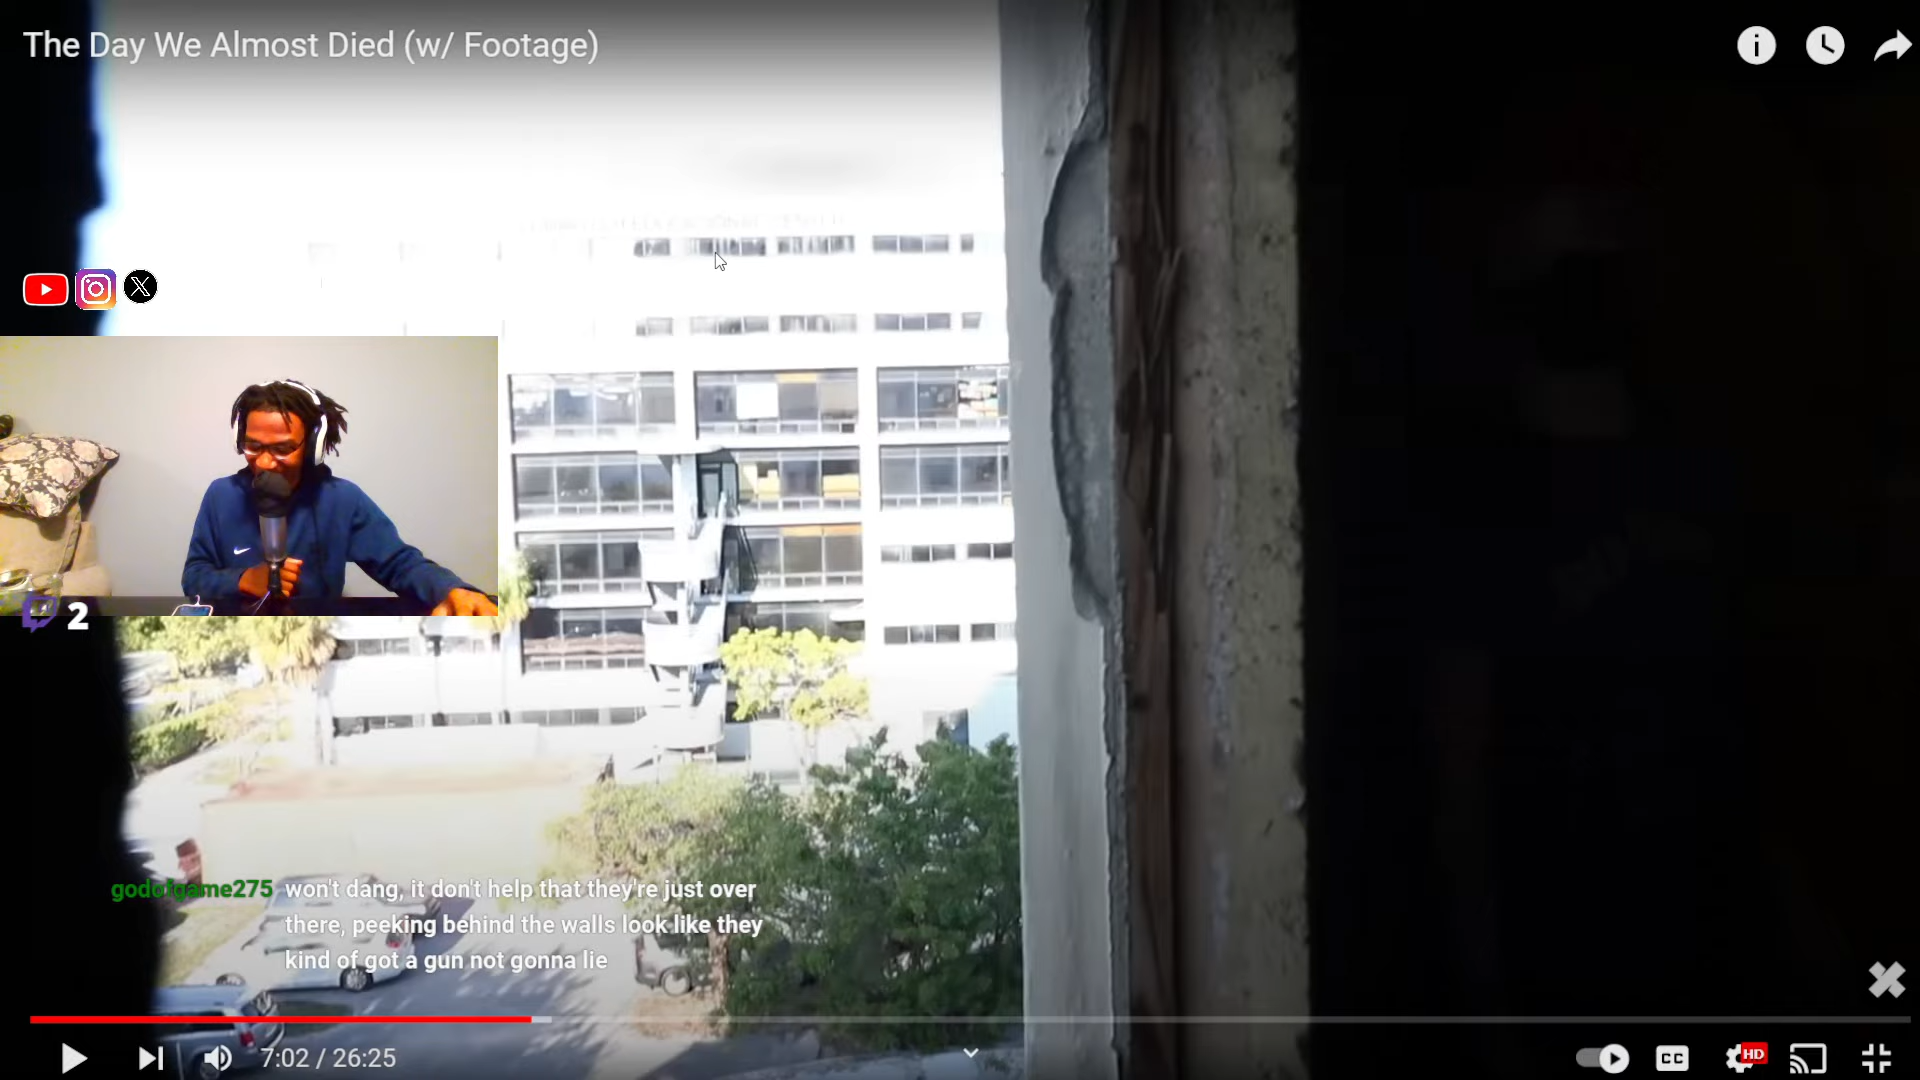 The Day We Almost Died (w/ Footage)
2
godofgame275 won't dang, it don't help that they're just over
there, peeking behind the walls look like they
kind of got a gun not gonna lie
7:02 / 26:25
CC
HD